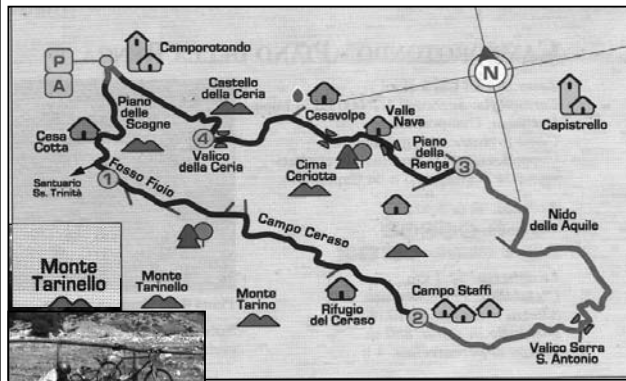 P
A
Camporotondo
Piano
delle
Scagne
Castello
della Ceria
Cesavolpe
Valle
Nava
N
Capistrello
Cesa
Cotta
4
Valico
della Ceria
Cima
Ceriotta
Piano
della
Renga
3
Santuario
Ss. Trinità
1
Fosso Fioio
Campo Ceraso
Nido
delle Aquile
Monte
Tarinello
Monte
Tarinello
Monte
Tarino
Rifugio
del Ceraso
Campo Staffi
2
Valico Serra
S. Antonio